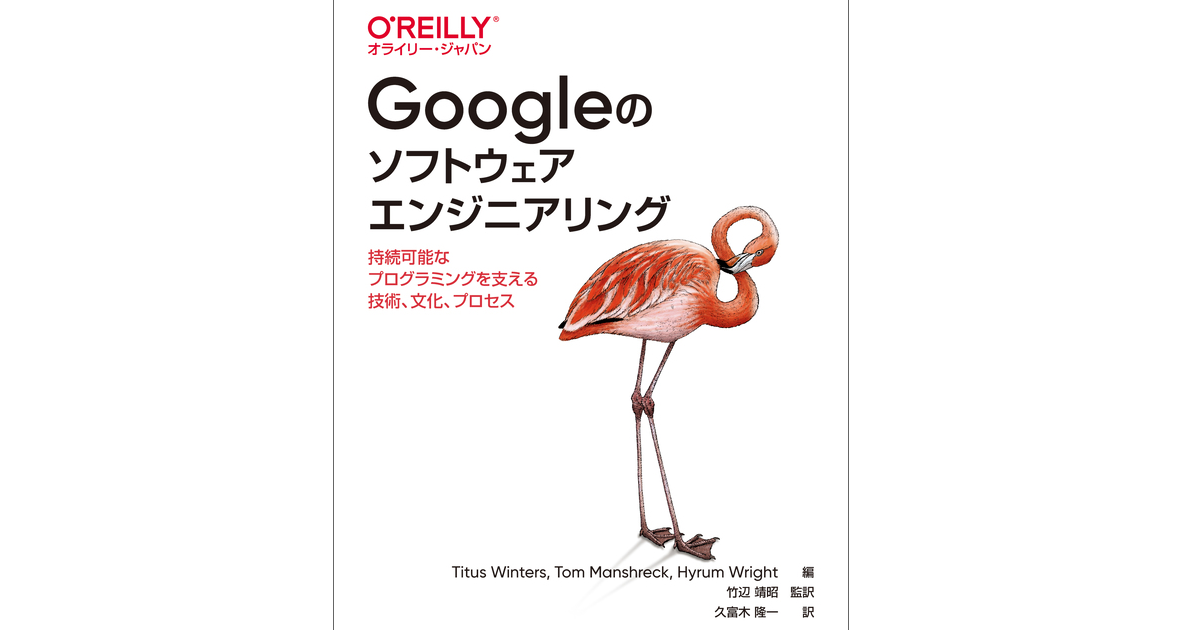 O'REILLY®
オライリー・ジャパン
Googleの
ソフトウェア
エンジニアリング
持続可能な
プログラミングを支える
技術、文化、プロセス
Titus Winters, Tom Manshreck, Hyrum Wright 編
竹辺 靖昭 監訳
久富木 隆一 訳